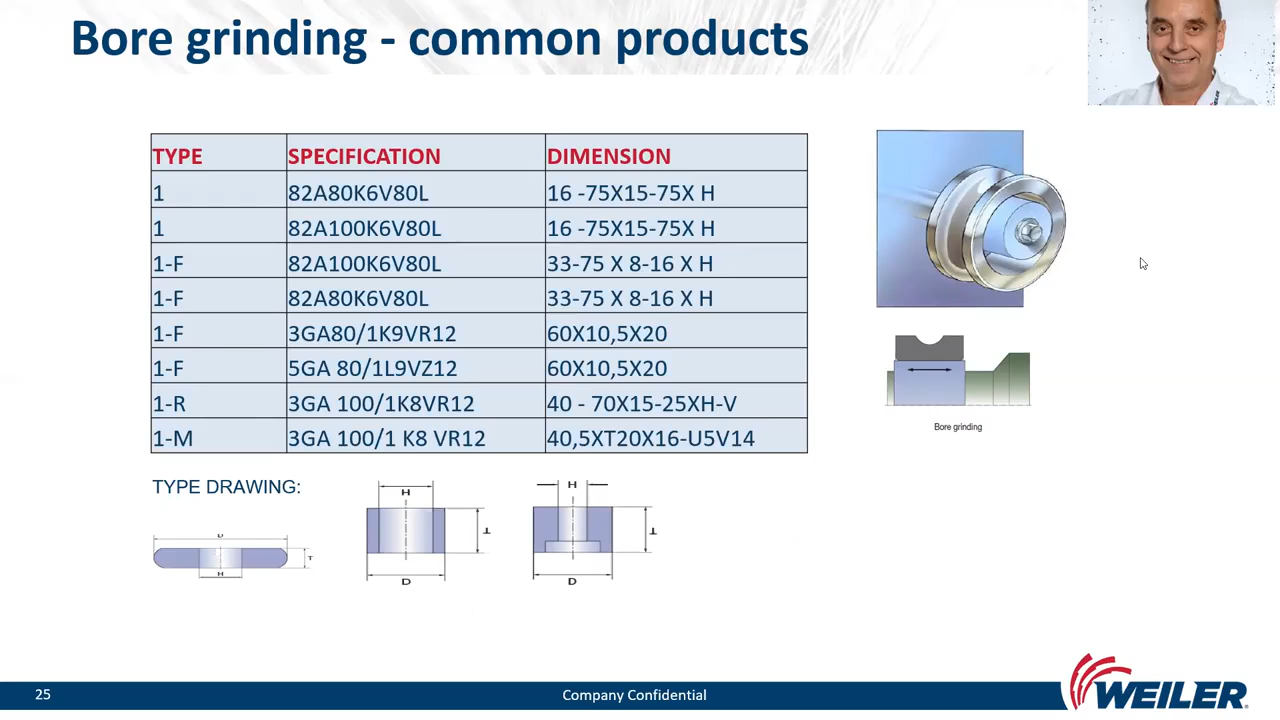 Bore grinding - common products
TYPE SPECIFICATION DIMENSION
1 82A80K6V80L 16 -75X15-75X H
1 82A100K6V80L 16 -75X15-75X H
1-F 82A100K6V80L 33-75 X 8-16 X H
1-F 82A80K6V80L 33-75 X 8-16 X H
1-F 3GA80/1K9VR12 60X10,5X20
1-F 5GA 80/1L9VZ12 60X10,5X20
1-R 3GA 100/1K8VR12 40 - 70X15-25XH-V
1-M 3GA 100/1 K8 VR12 40,5XT20X16-U5V14
Bore grinding
TYPE DRAWING:
D
T
H
H
T
D
H
T
D
25
Company Confidential
WEILER